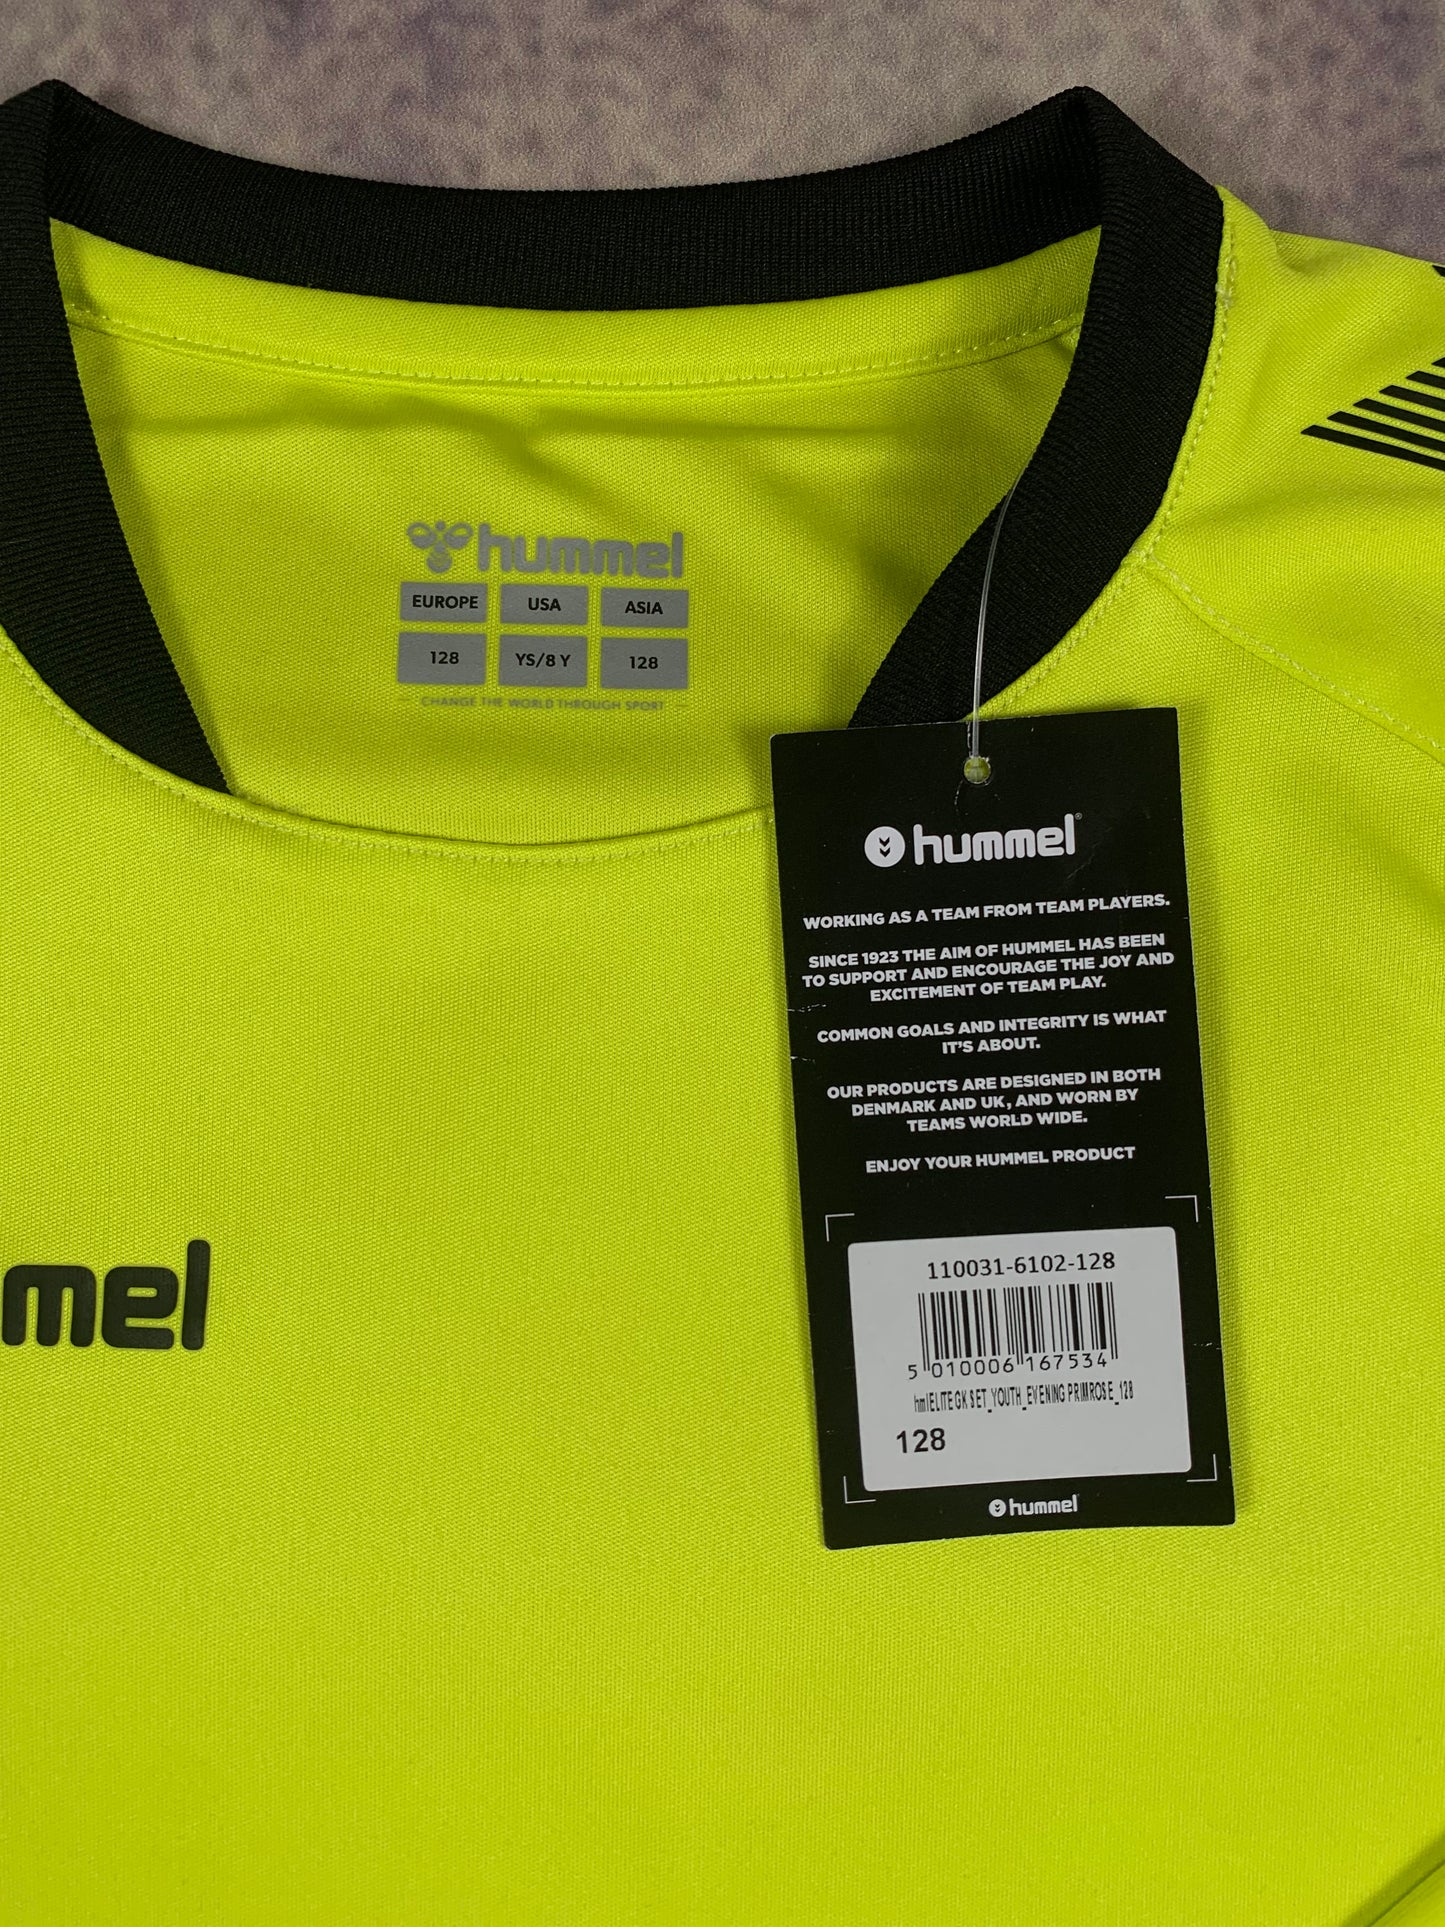 hummel
EUROPE USA ASIA
128 YS/8 Y 128
CHANGE THE WORLD THROUGH SPORT
hummel®
WORKING AS A TEAM FROM TEAM PLAYERS.
SINCE 1923 THE AIM OF HUMMEL HAS BEEN
TO SUPPORT AND ENCOURAGE THE JOY AND
EXCITEMENT OF TEAM PLAY.
COMMON GOALS AND INTEGRITY IS WHAT
IT'S ABOUT.
OUR PRODUCTS ARE DESIGNED IN BOTH
DENMARK AND UK, AND WORN BY
TEAMS WORLD WIDE.
ENJOY YOUR HUMMEL PRODUCT
110031-6102-128
5 010006 167534
hmlELITE GK SET_YOUTH_EVENING PRIMROSE_128
128
hummel
mel